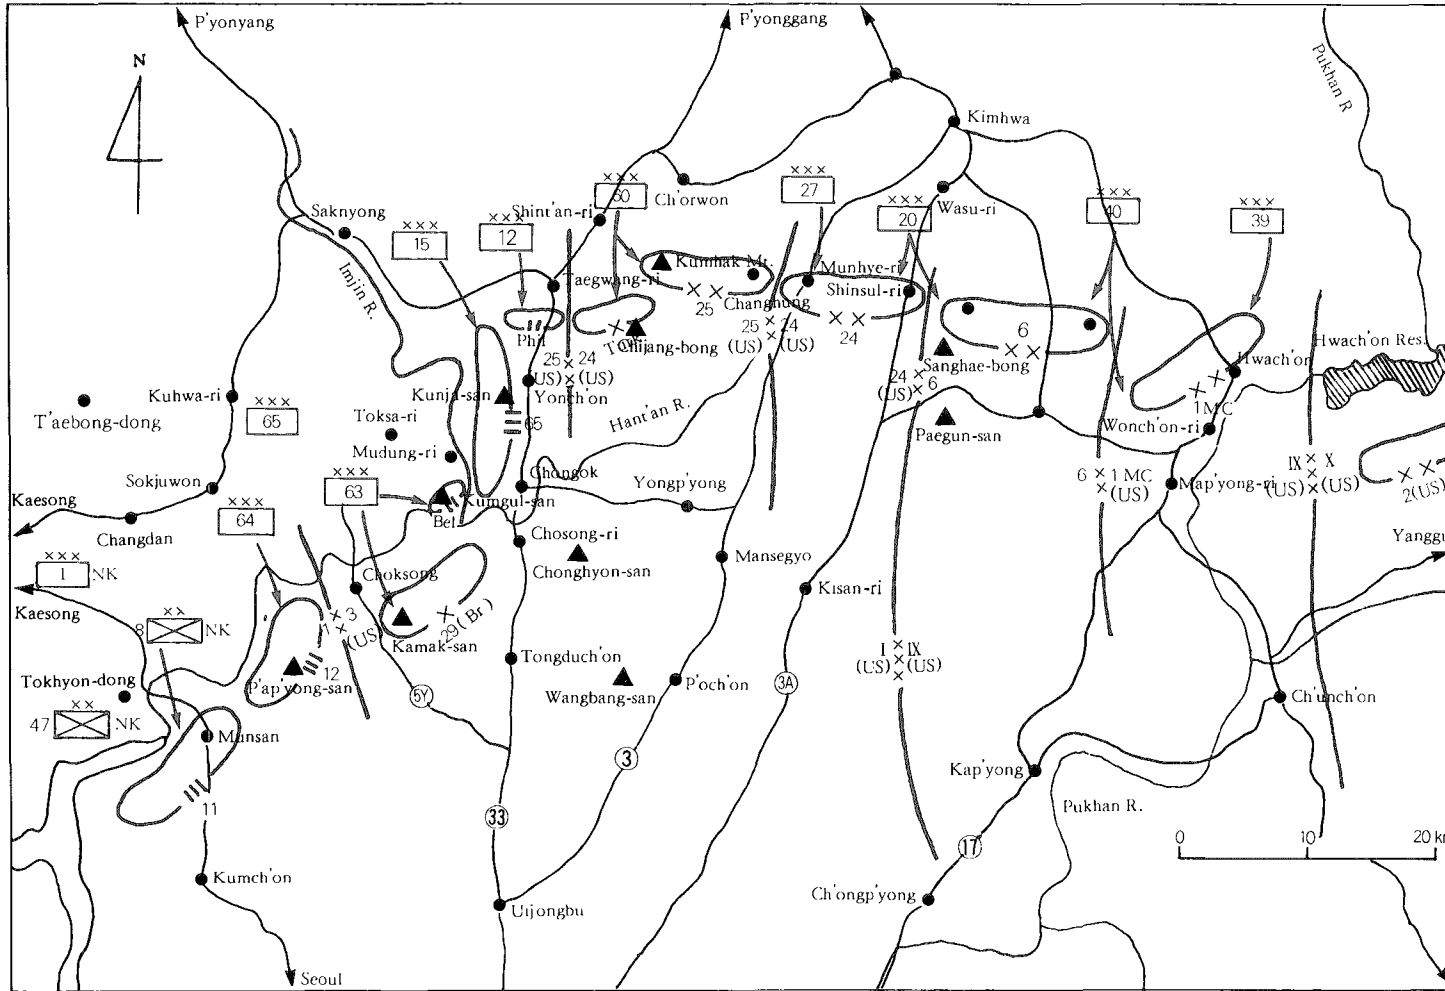 P'yonyang
P'yonggang
N
Pukhan R
Kimhwa
×××
60
×××
27
Ch'orwon
Wasu-ri
×××
20
×××
40
×××
39
Saknyong
×××
15
×××
12
Shint'an-ri
Imjin R.
Taegwang-ri
Kumhak Mt.
Munhye-ri
Shinsul-ri
Changhung
25
24
6
Phil
Chijang-bong
25 × 24
(US) × (US)
25 × 24
(US) × (US)
Sanghae-bong
Hwach'on
Hwach'on Res.
24 × 6
(US) ×
Kunja-san
Yonch'on
65
Hant'an R.
Paegun-san
1MC
Wonch'on-ri
Kuhwa-ri
T'aebong-dong
×××
65
Toksa-ri
Mudung-ri
Chongok
Yongp'yong
6 × 1 MC
× (US)
Map'yong-ri
IX × X
(US) × (US)
×
2(US)
Sokjuwon
Kaesong
Changdan
×××
64
×××
63
Kumgul-san
Bel
Chosong-ri
Chonghyon-san
Mansegyo
Yanggu
×××
1 NK
Kaesong
Choksong
Kisan-ri
××
8 NK
1 × 3
× (US)
29(Br)
Kamak-san
I × IX
(US) × (US)
×
Tokhyon-dong
××
47 NK
P'ap'yong-san
12
Tongduch'on
Wangbang-san
P'och'on
5Y
3A
Ch'unch'on
Munsan
11
3
Kap'yong
Pukhan R.
33
17
0 10 20 km
Kumch'on
Uijongbu
Ch'ongp'yong
Seoul